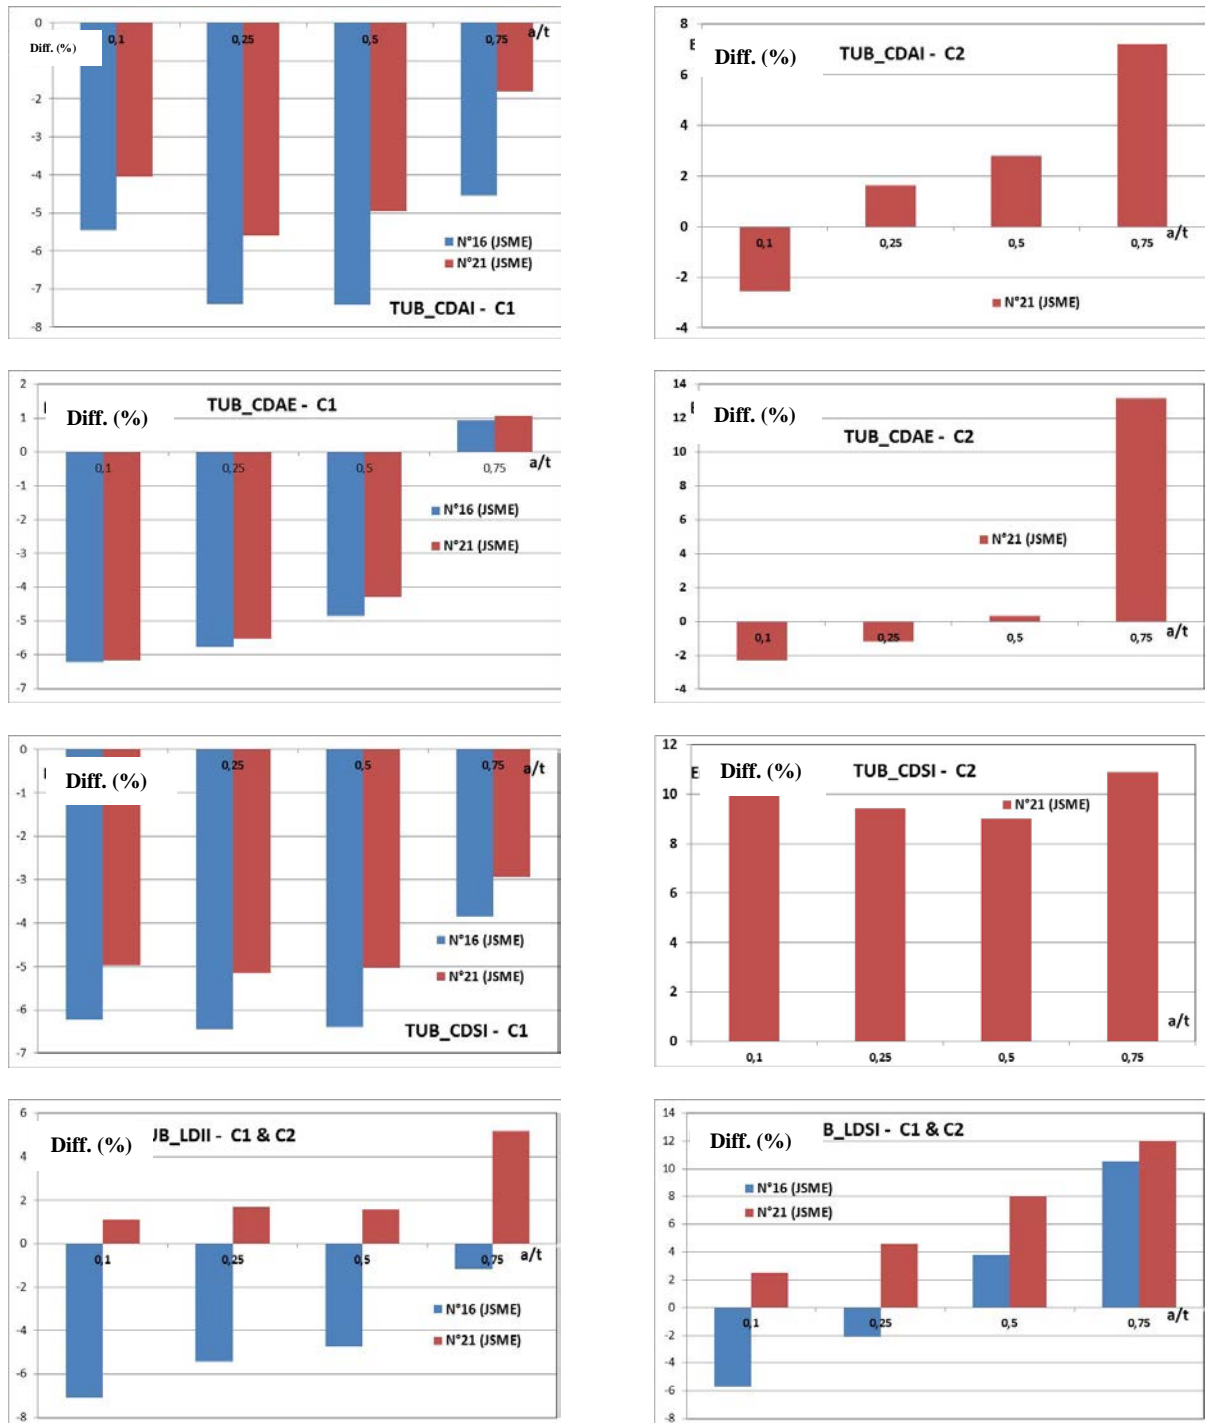 0
Diff. (%)
0,1
0,25
0,5
0,75
a/t
-2
-3
-4
-5
-6
-7
-8
N°16 (JSME)
N°21 (JSME)
TUB_CDAI - C1
8
E
Diff. (%)
TUB_CDAI - C2
6
4
2
0
-2
-4
0,1
0,25
0,5
0,75
a/t
N°21 (JSME)
2
Diff. (%)
TUB_CDAE - C1
1
0
-1
-2
-3
-4
-5
-6
-7
0,1
0,25
0,5
0,75
a/t
N°16 (JSME)
N°21 (JSME)
14
E
Diff. (%)
12
TUB_CDAE - C2
10
8
6
4
2
0
-2
-4
N°21 (JSME)
0,1
0,25
0,5
0,75
a/t
0
Diff. (%)
0,25
0,5
0,75
a/t
-1
-2
-3
-4
-5
-6
-7
N°16 (JSME)
N°21 (JSME)
TUB_CDSI - C1
12
E
Diff. (%)
TUB_CDSI - C2
N°21 (JSME)
10
8
6
4
2
0
a/t
0,1
0,25
0,5
0,75
6
Diff. (%)
UB_LDII - C1 & C2
4
2
0
-2
-4
-6
-8
0,1
0,25
0,5
0,75
a/t
N°16 (JSME)
N°21 (JSME)
14
Diff. (%)
B_LDSI - C1 & C2
12
10
8
6
4
2
0
-2
-4
-6
-8
N°16 (JSME)
N°21 (JSME)
0,1
0,25
0,5
0,75
a/t